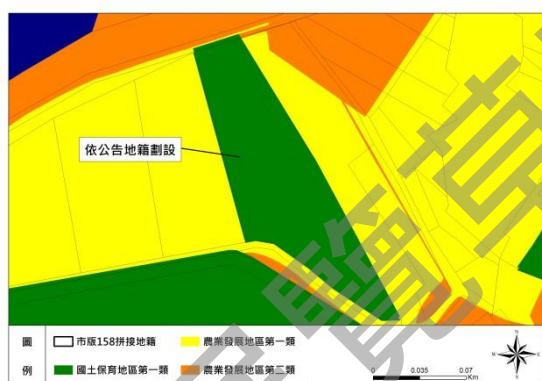 依公告地籍劃設
圖例
市版158拼接地籍
農業發展地區第一類
國土保育地區第一類
農業發展地區第二類
N
0 0.035 0.07
Km
覽草